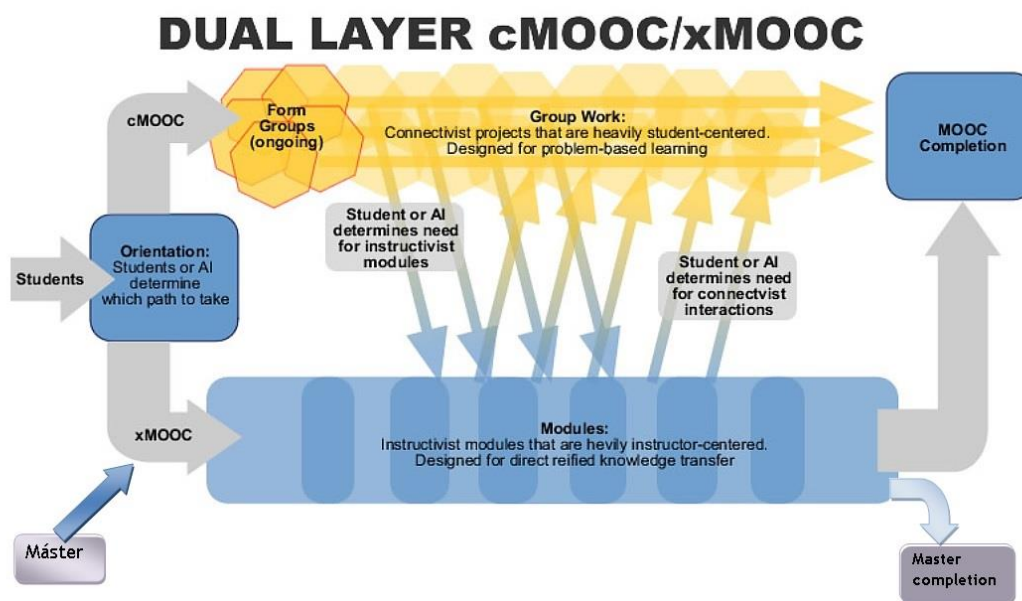 DUAL LAYER cMOOC/xMOOC
cMOOC
Form
Groups
(ongoing)
Group Work:
Connectivist projects that are heavily student-centered.
Designed for problem-based learning
MOOC
Completion
Student or AI
determines need
for instructivist
modules
Student or AI
determines need
for connectvist
interactions
Students
Orientation:
Students or AI
determine
which path to take
xMOOC
Modules:
Instructivist modules that are hevily instructor-centered.
Designed for direct reified knowledge transfer
Máster
Master
completion